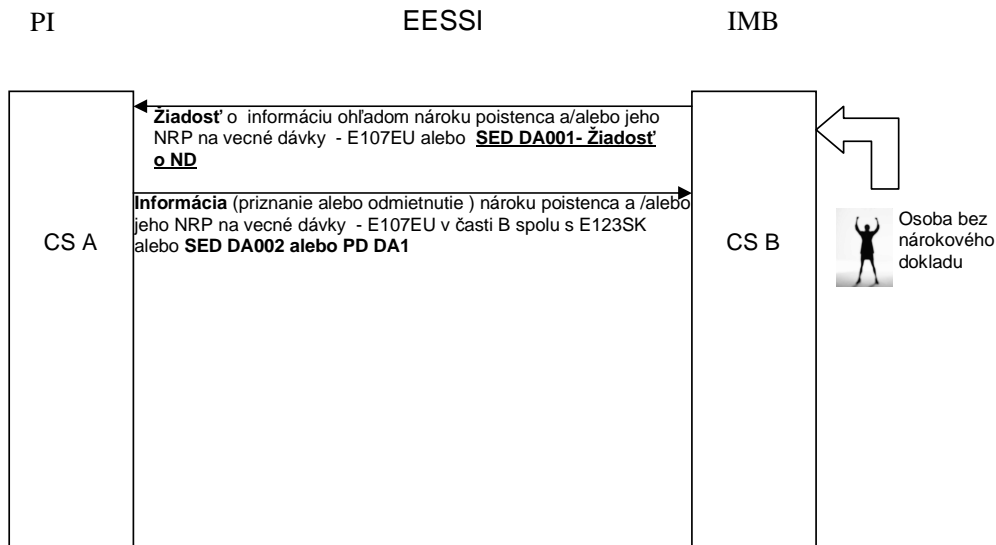 PI
EESSI
IMB
Žiadosť o informáciu ohľadom nároku poistenca a/alebo jeho
NRP na vecné dávky - E107EU alebo SED DA001- Žiadosť
o ND
Informácia (priznanie alebo odmietnutie ) nároku poistenca a /alebo
jeho NRP na vecné dávky - E107EU v časti B spolu s E123SK
alebo SED DA002 alebo PD DA1
CS A
CS B
Osoba bez
nárokového
dokladu